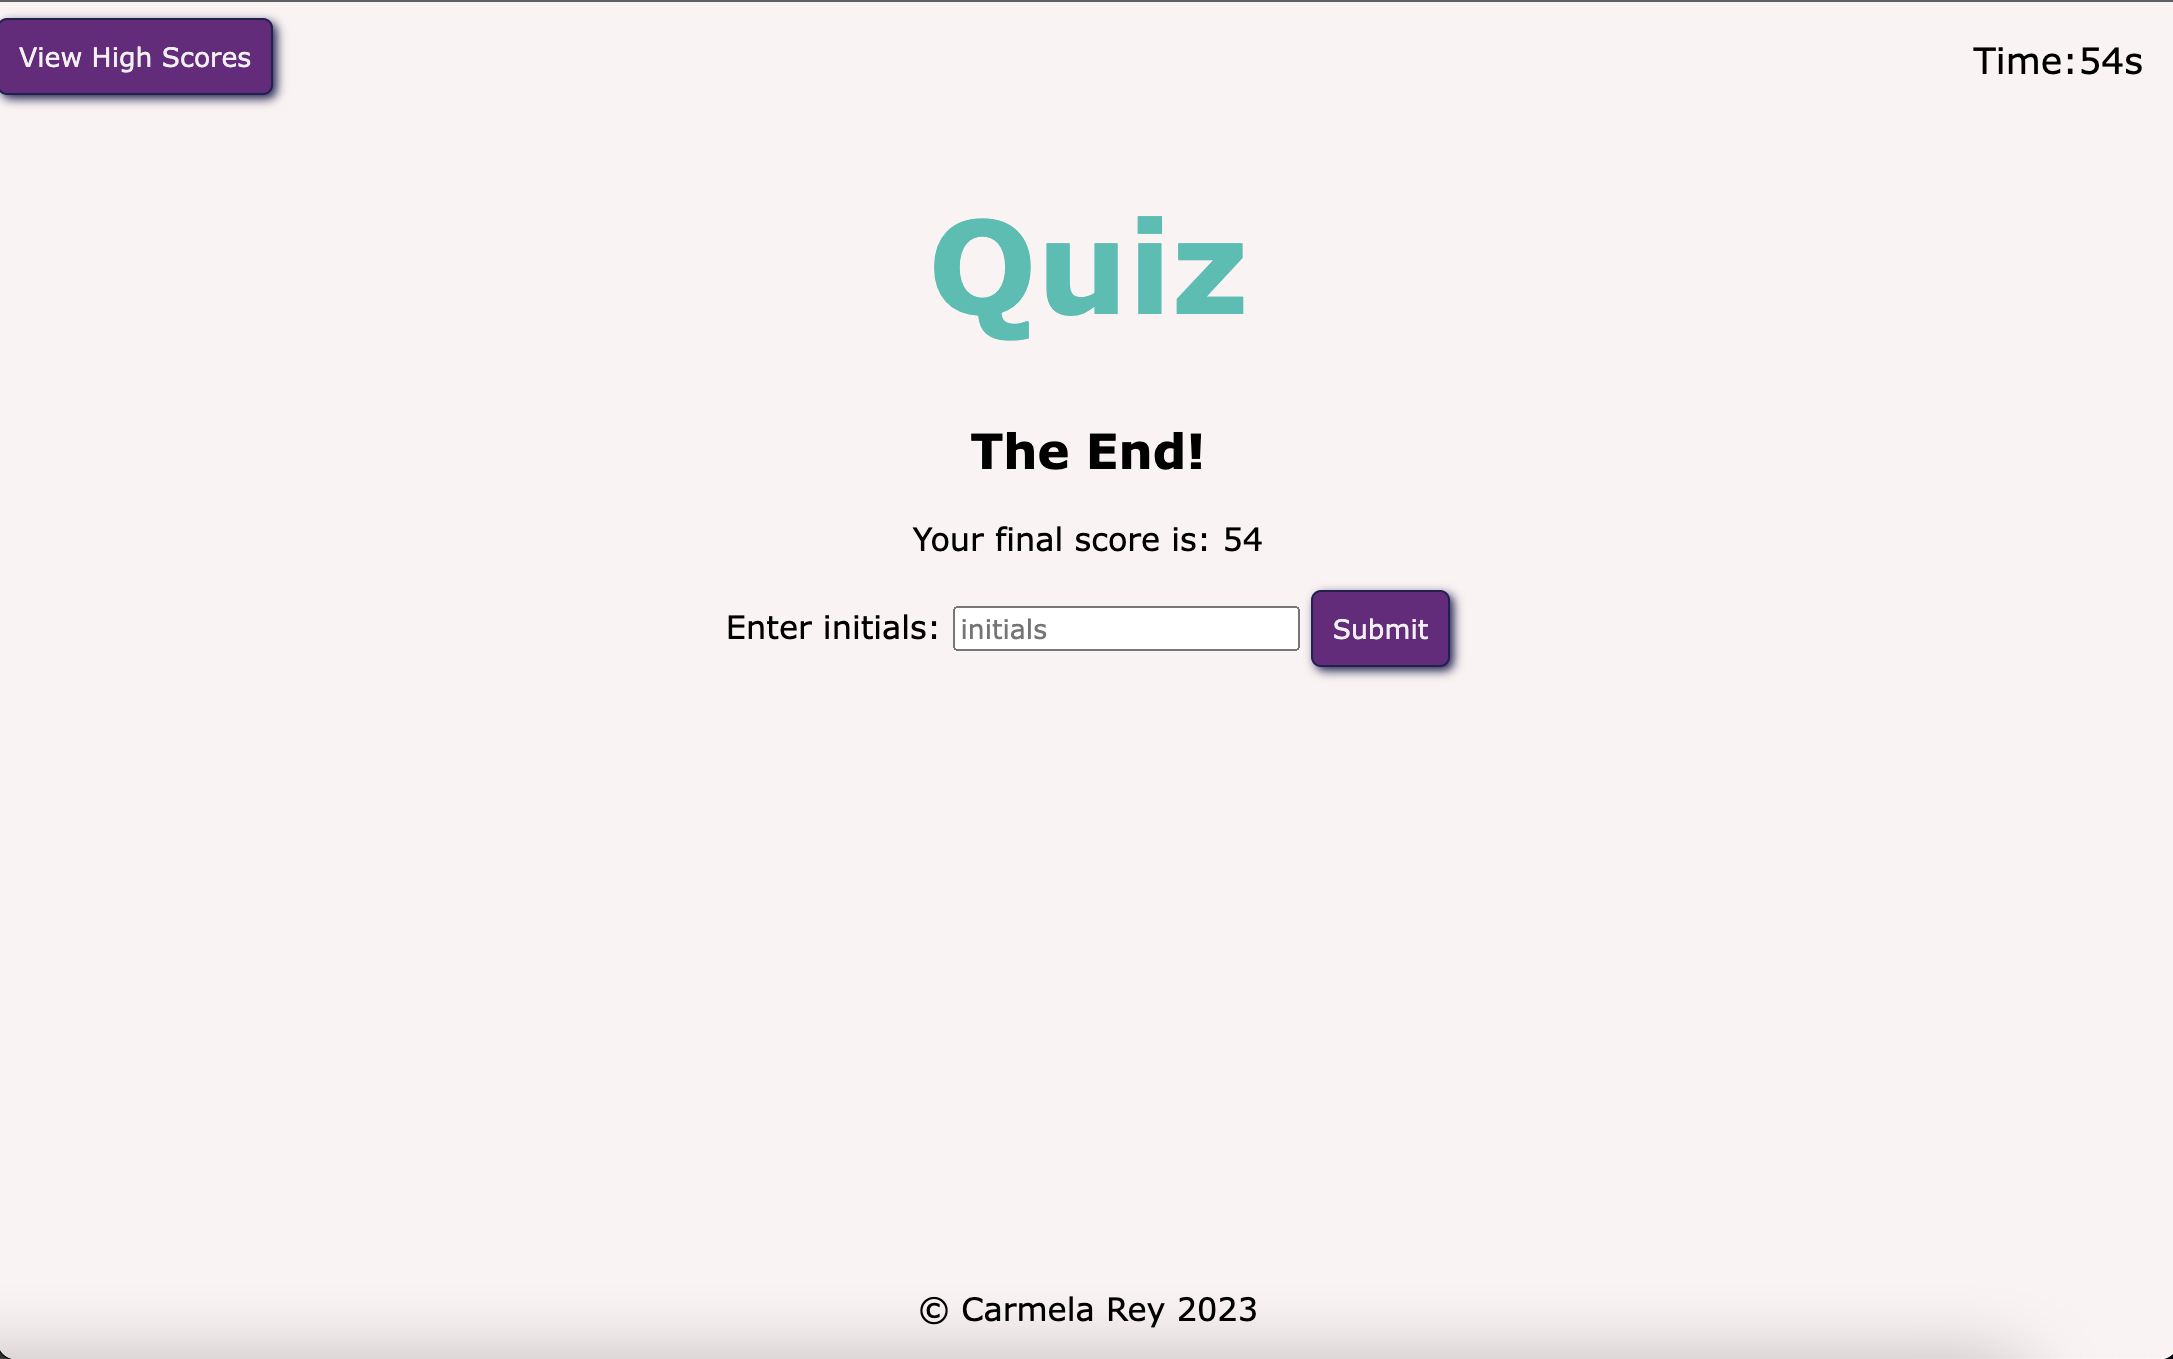 View High Scores
Time:54s
Quiz
The End!
Your final score is: 54
Enter initials: initials Submit
© Carmela Rey 2023